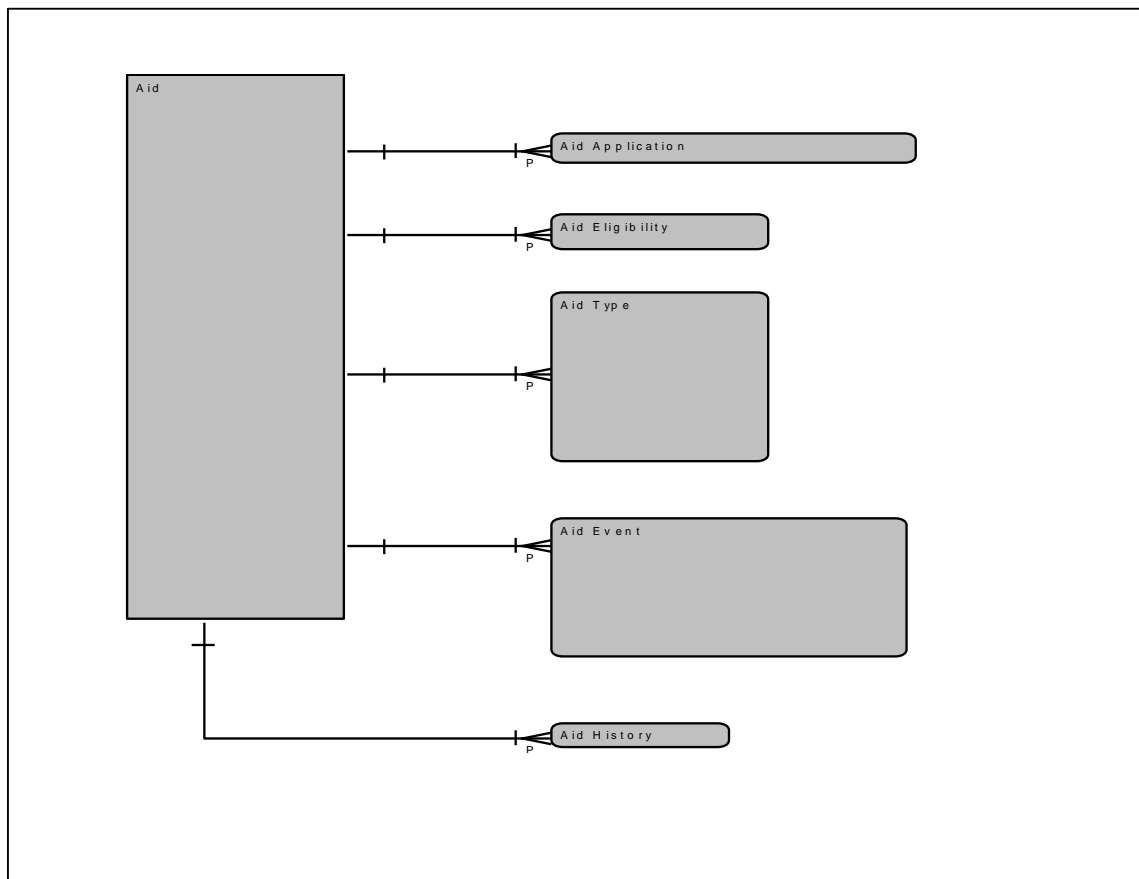 Aid
Aid Application
P
Aid Eligibility
P
Aid Type
P
Aid Event
P
Aid History
P